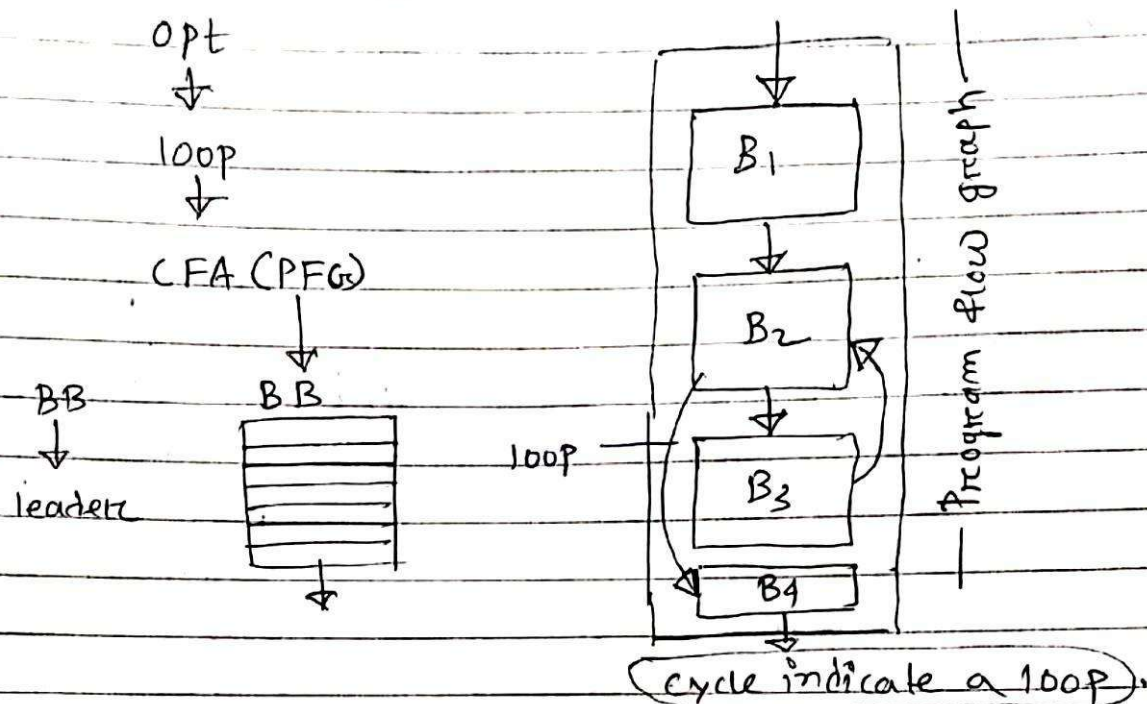 opt
loop
CFA (PFG)
BB
BB
leader
B1
B2
loop
B3
B4
Program flow graph
cycle indicate a loop.